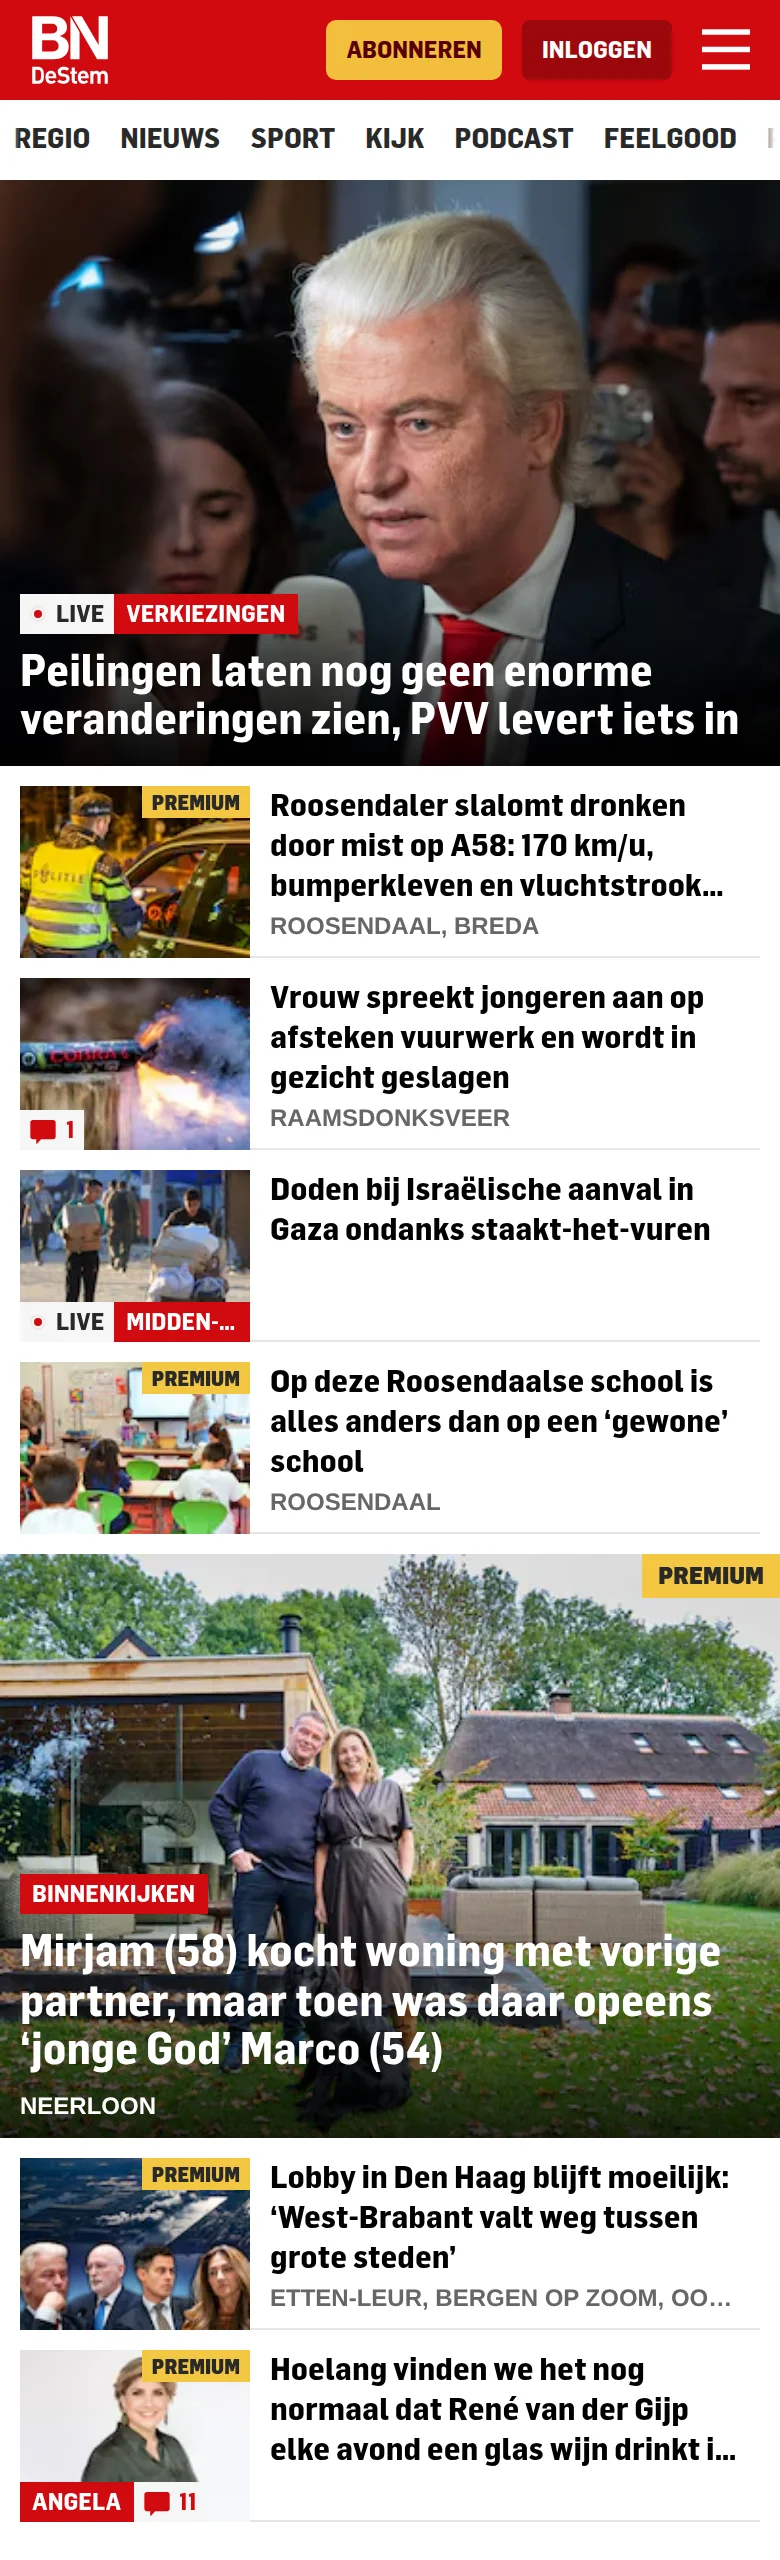 BN
DeStem
ABONNEREN
INLOGGEN
REGIO NIEUWS SPORT KIJK PODCAST FEELGOOD
LIVE VERKIEZINGEN
Peilingen laten nog geen enorme
veranderingen zien, PVV levert iets in
PREMIUM
POLITIE
Roosendaler slalomt dronken
door mist op A58: 170 km/u,
bumperkleven en vluchtstrook...
ROOSENDAAL, BREDA
COBRA 6
1
Vrouw spreekt jongeren aan op
afsteken vuurwerk en wordt in
gezicht geslagen
RAAMSDONKSVEER
LIVE MIDDEN-...
Doden bij Israëlische aanval in
Gaza ondanks staakt-het-vuren
PREMIUM
Op deze Roosendaalse school is
alles anders dan op een ‘gewone’
school
ROOSENDAAL
PREMIUM
BINNENKIJKEN
Mirjam (58) kocht woning met vorige
partner, maar toen was daar opeens
‘jonge God’ Marco (54)
NEERLOON
PREMIUM
Lobby in Den Haag blijft moeilijk:
‘West-Brabant valt weg tussen
grote steden’
ETTEN-LEUR, BERGEN OP ZOOM, OO...
PREMIUM
ANGELA 11
Hoelang vinden we het nog
normaal dat René van der Gijp
elke avond een glas wijn drinkt i...